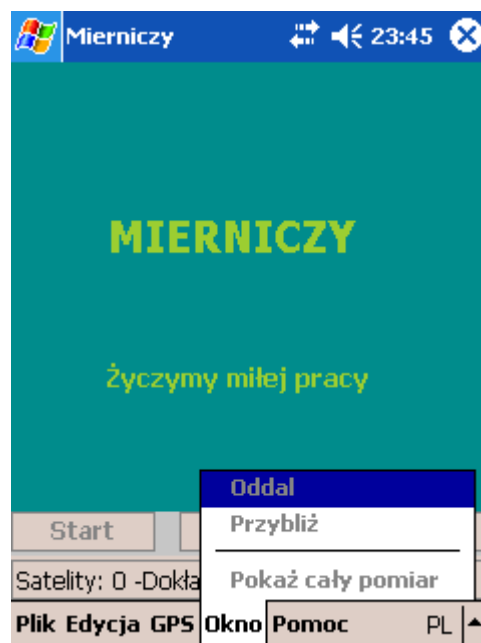 Mierniczy 23:45
MIERNICZY
Życzymy miłej pracy
Oddal
Start Przybliż
Satelity: 0 -Dokła Pokaż cały pomiar
Plik Edycja GPS Okno Pomoc PL